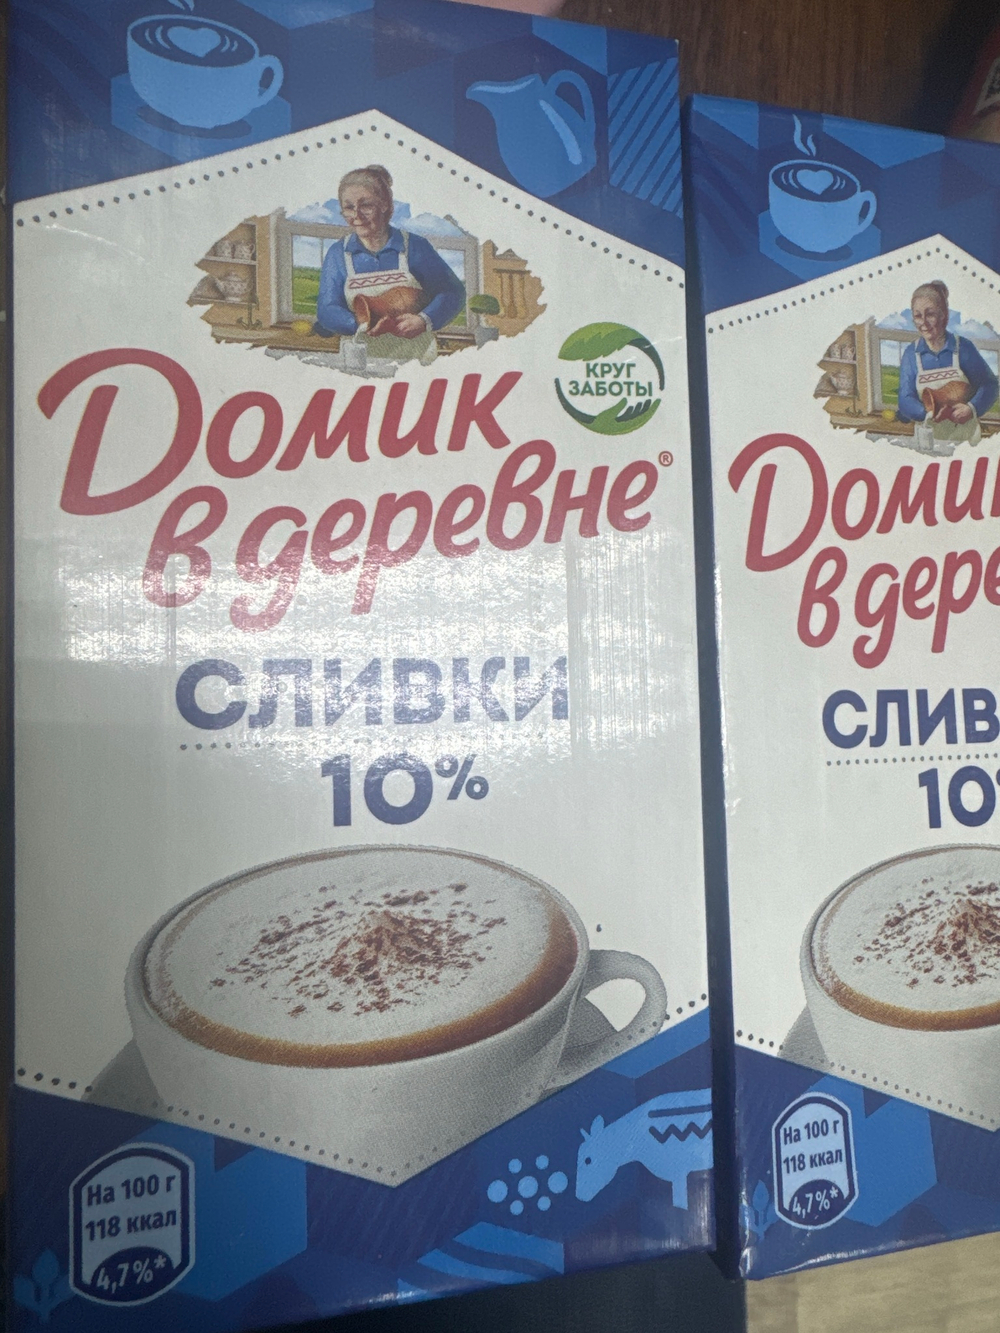 КРУГ
ЗАБОТЫ
Домик
в деревне®
сливки
10%
На 100 г
118 ккал
4,7%*
Доми
в дере
слив
10
На 100 г
118 ккал
4,7%*